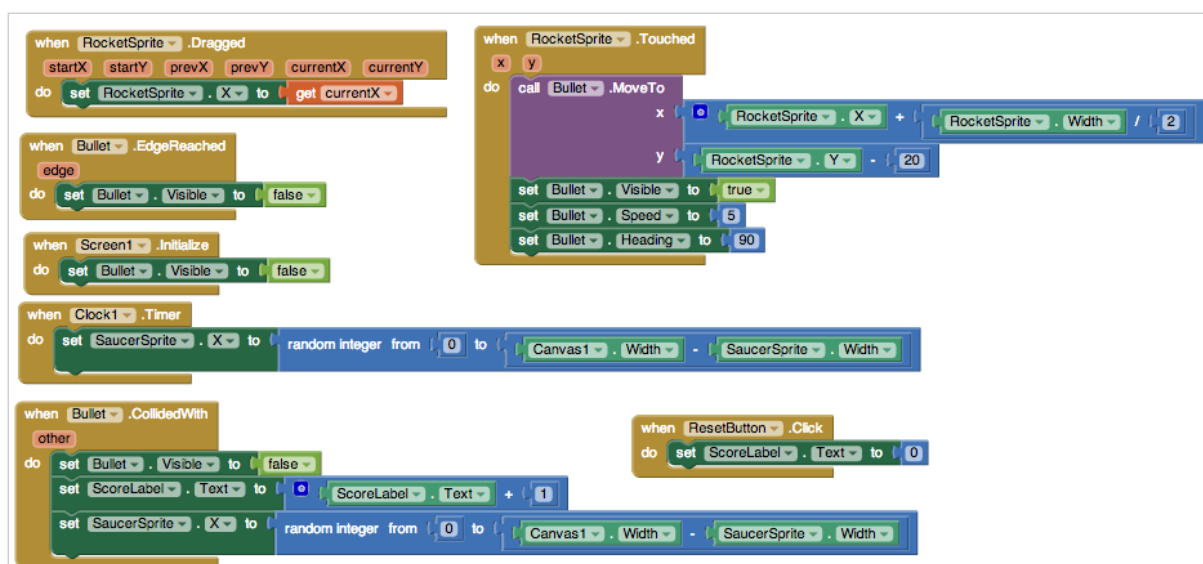 when RocketSprite .Dragged
startX startY prevX prevY currentX currentY
do set RocketSprite . X to get currentX
when Bullet .EdgeReached
edge
do set Bullet . Visible to false
when Screen1 .Initialize
do set Bullet . Visible to false
when RocketSprite .Touched
x y
do call Bullet .MoveTo
x RocketSprite . X + RocketSprite . Width / 2
y RocketSprite . Y - 20
set Bullet . Visible to true
set Bullet . Speed to 5
set Bullet . Heading to 90
when Clock1 .Timer
do set SaucerSprite . X to random integer from 0 to Canvas1 . Width - SaucerSprite . Width
when Bullet .CollidedWith
other
do set Bullet . Visible to false
set ScoreLabel . Text to ScoreLabel . Text + 1
set SaucerSprite . X to random integer from 0 to Canvas1 . Width - SaucerSprite . Width
when ResetButton .Click
do set ScoreLabel . Text to 0